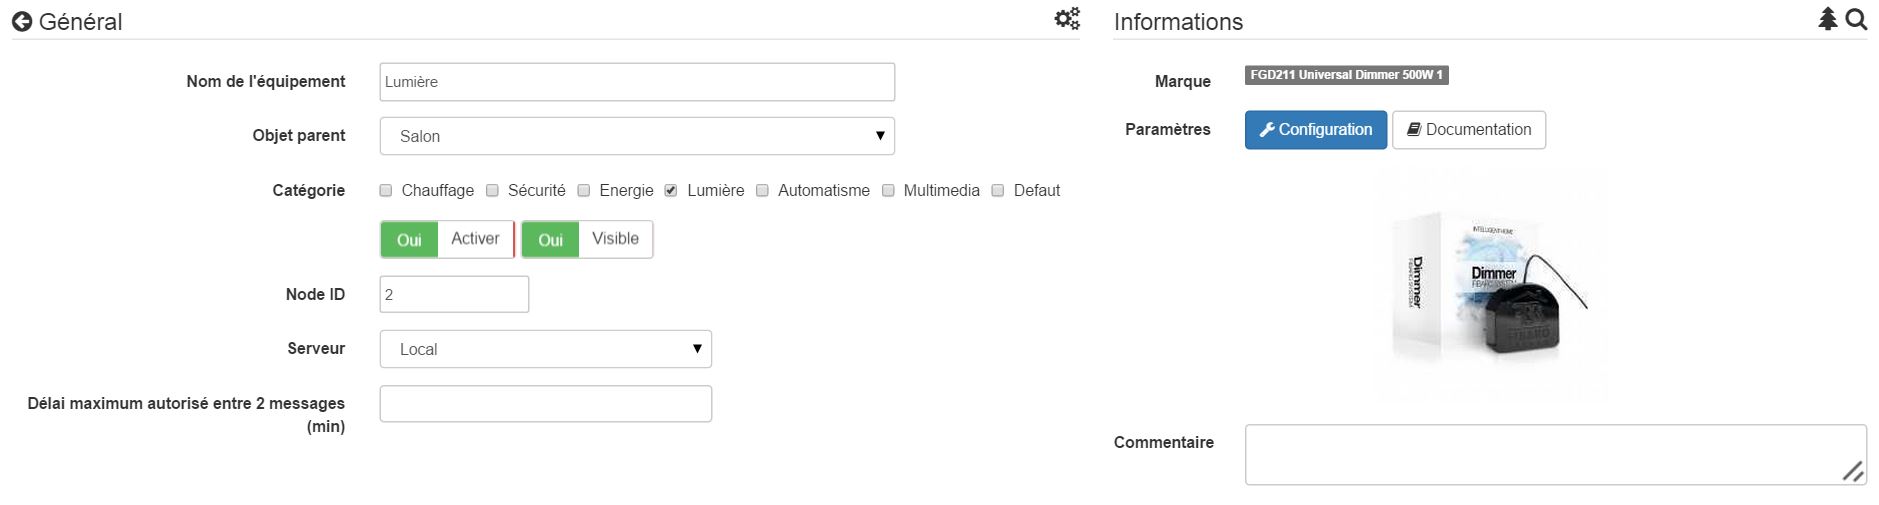 Général
Nom de l'équipement
Lumière
Objet parent
Salon
Catégorie
Chauffage Sécurité Energie Lumière Automatisme Multimedia Defaut
Oui Activer Oui Visible
Node ID
2
Serveur
Local
Délai maximum autorisé entre 2 messages
(min)
Informations
Marque
FGD211 Universal Dimmer 500W 1
Paramètres
Configuration Documentation
INTELLIGENT HOME
Dimmer
FIBARO SYSTEM
Dimmer
FIBARO SYSTEM
FIBARO
Commentaire